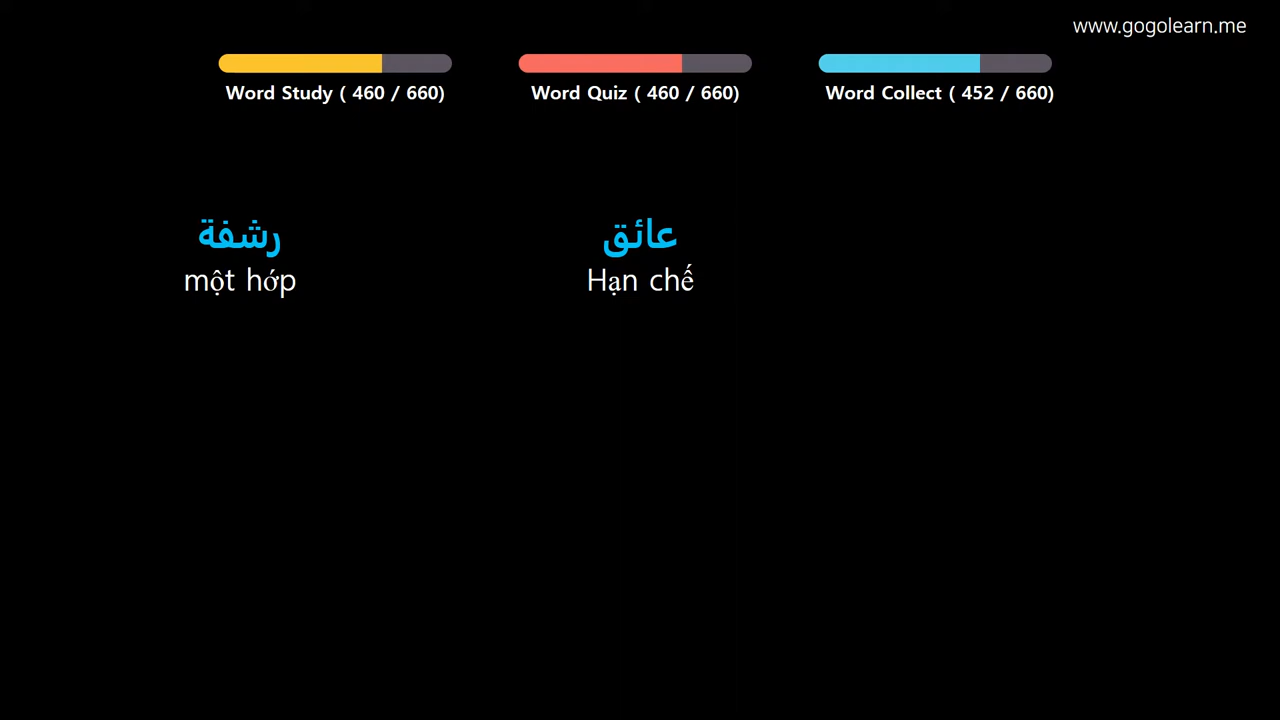 www.gogolearn.me
Word Study ( 460 / 660)
Word Quiz ( 460 / 660)
Word Collect ( 452 / 660)
رشفة
một hớp
عائق
Hạn chế